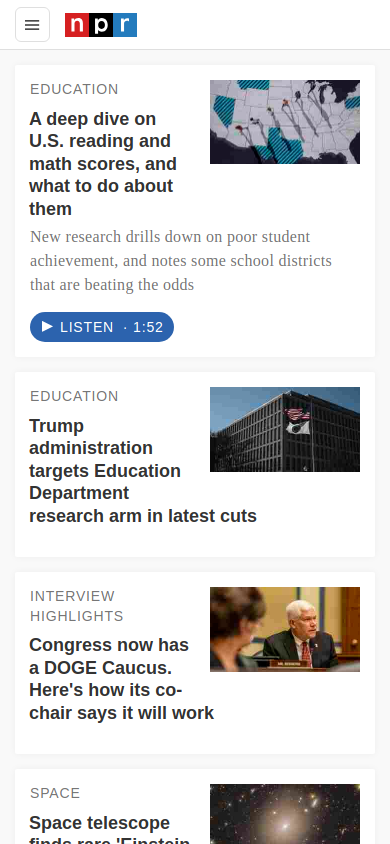 npr
EDUCATION
A deep dive on
U.S. reading and
math scores, and
what to do about
them
New research drills down on poor student
achievement, and notes some school districts
that are beating the odds
LISTEN · 1:52
EDUCATION
Trump
administration
targets Education
Department
research arm in latest cuts
INTERVIEW
HIGHLIGHTS
Congress now has
a DOGE Caucus.
Here's how its co-
chair says it will work
SPACE
Space telescope
finds rare 'Einstein